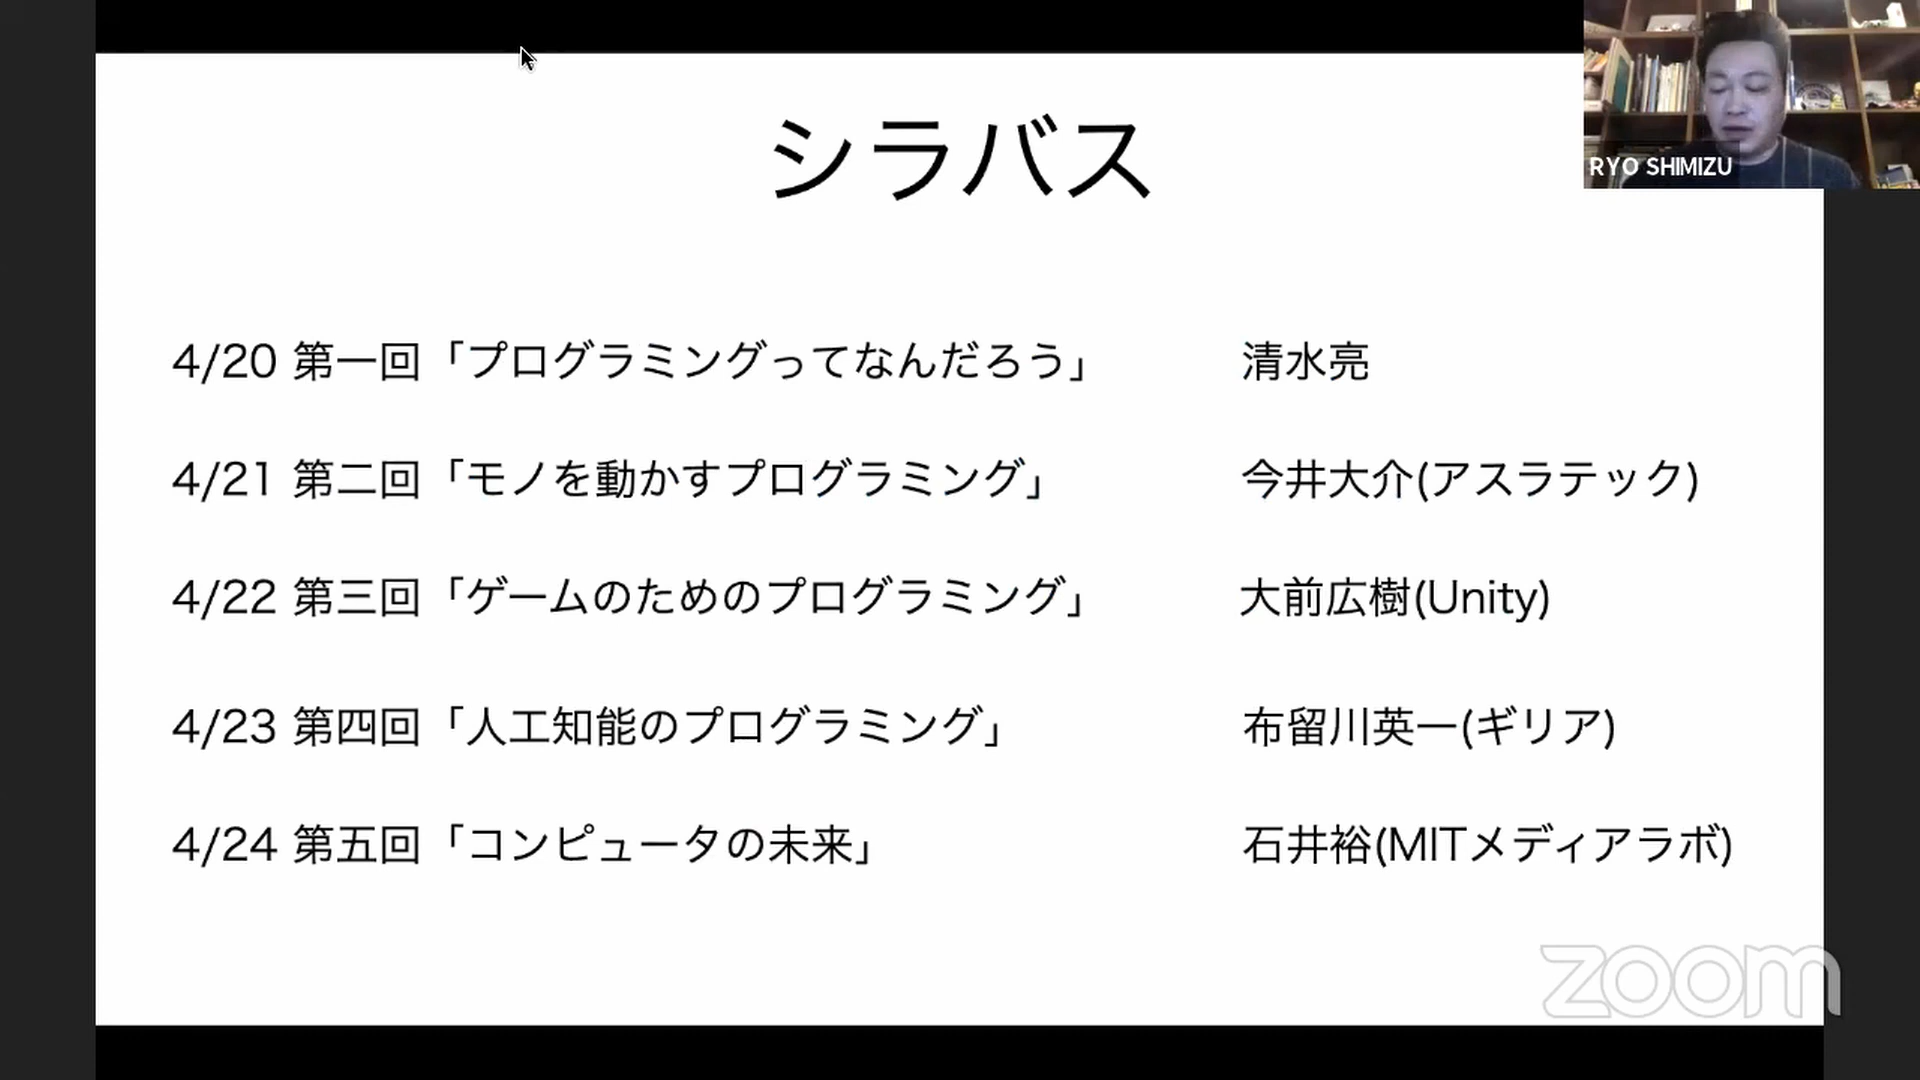 シラバス
RYO SHIMIZU
4/20 第一回「プログラミングってなんだろう」 清水亮
4/21 第二回「モノを動かすプログラミング」 今井大介(アスラテック)
4/22 第三回「ゲームのためのプログラミング」 大前広樹(Unity)
4/23 第四回「人工知能のプログラミング」 布留川英一(ギリア)
4/24 第五回「コンピュータの未来」 石井裕(MITメディアラボ)
zoom